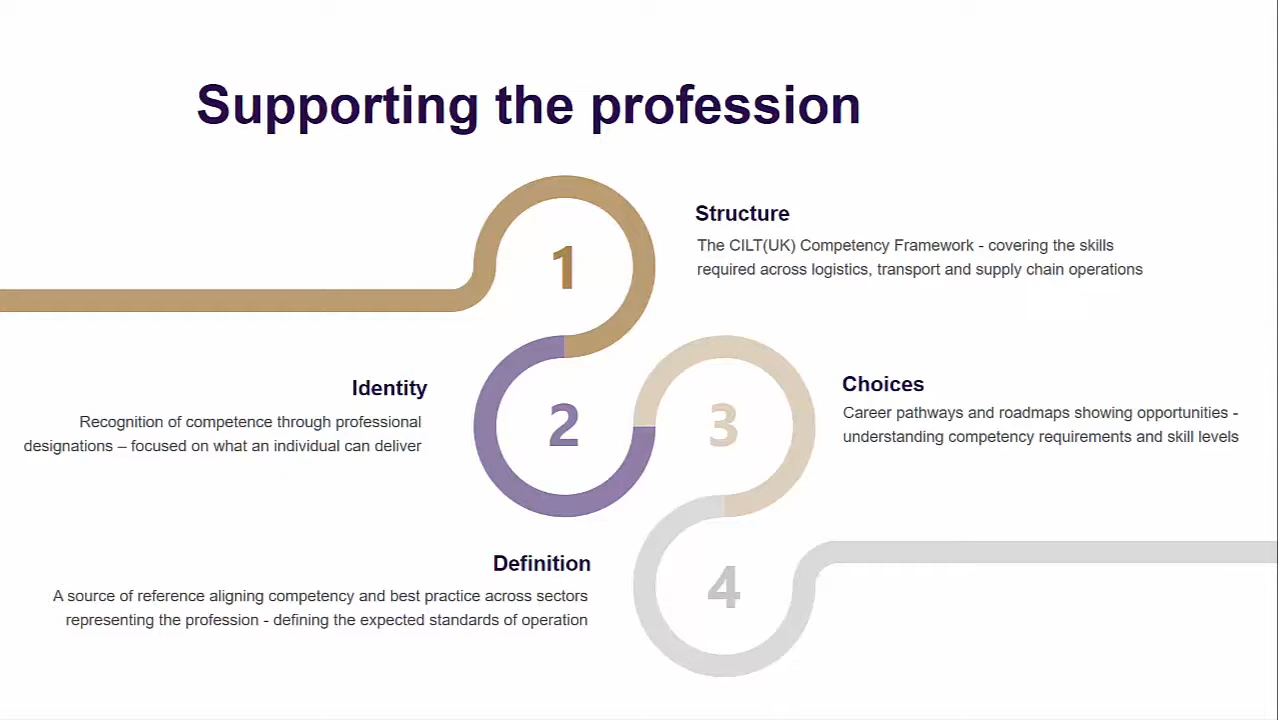 Supporting the profession
1
Structure
The CILT(UK) Competency Framework - covering the skills
required across logistics, transport and supply chain operations
Identity
Recognition of competence through professional
designations – focused on what an individual can deliver
2
3
Choices
Career pathways and roadmaps showing opportunities -
understanding competency requirements and skill levels
Definition
A source of reference aligning competency and best practice across sectors
representing the profession - defining the expected standards of operation
4